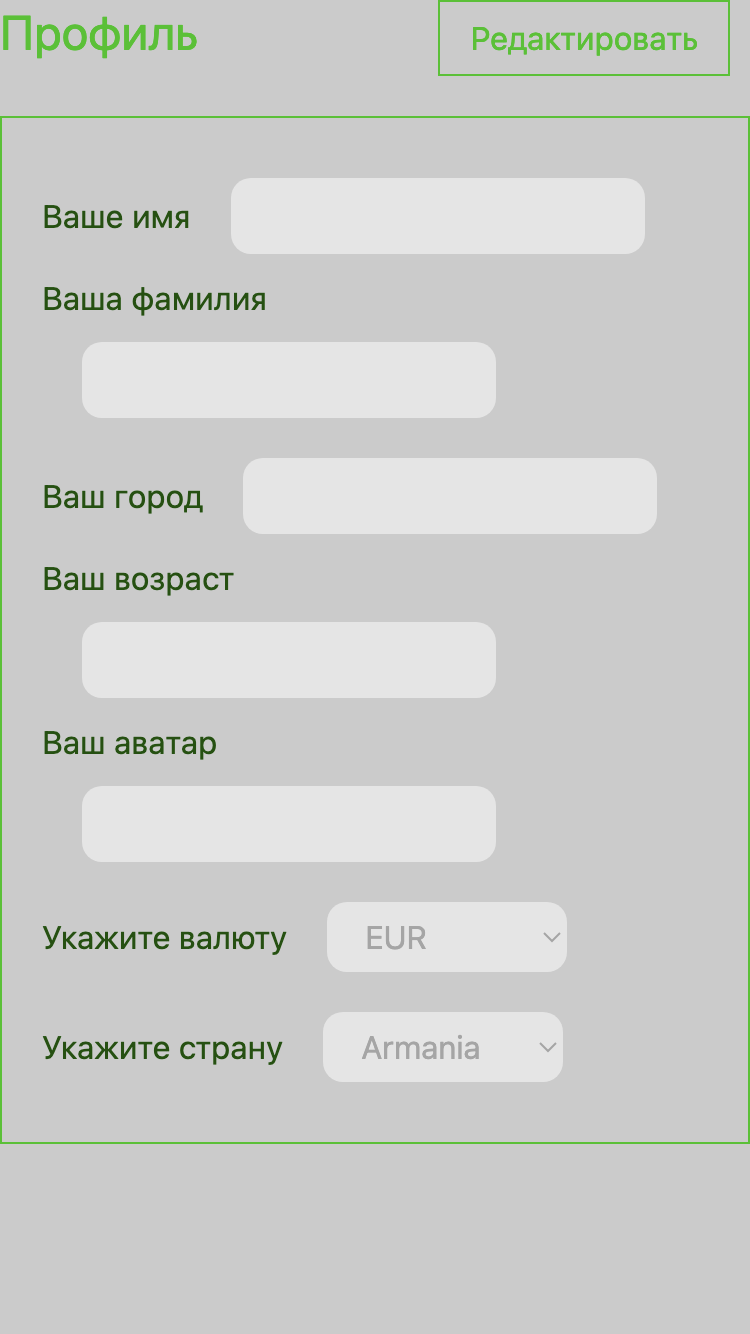 Профиль
Редактировать
Ваше имя
Ваша фамилия
Ваш город
Ваш возраст
Ваш аватар
Укажите валюту EUR
Укажите страну Armania